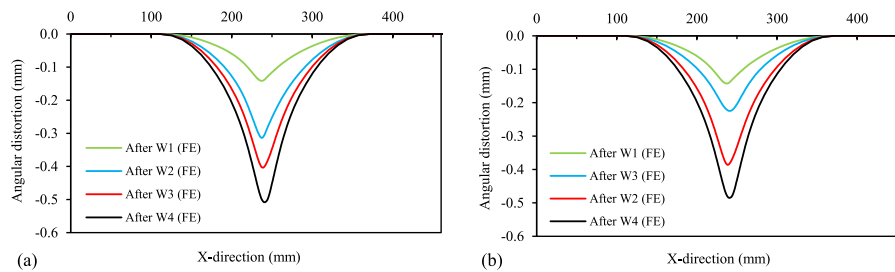 0 100 200 300 400
0.0
-0.1
-0.2
-0.3
-0.4
-0.5
-0.6
Angular distortion (mm)
After W1 (FE)
After W2 (FE)
After W3 (FE)
After W4 (FE)
(a)
X-direction (mm)
0 100 200 300 400
0.0
-0.1
-0.2
-0.3
-0.4
-0.5
-0.6
Angular distortion (mm)
After W1 (FE)
After W3 (FE)
After W2 (FE)
After W4 (FE)
(b)
X-direction (mm)